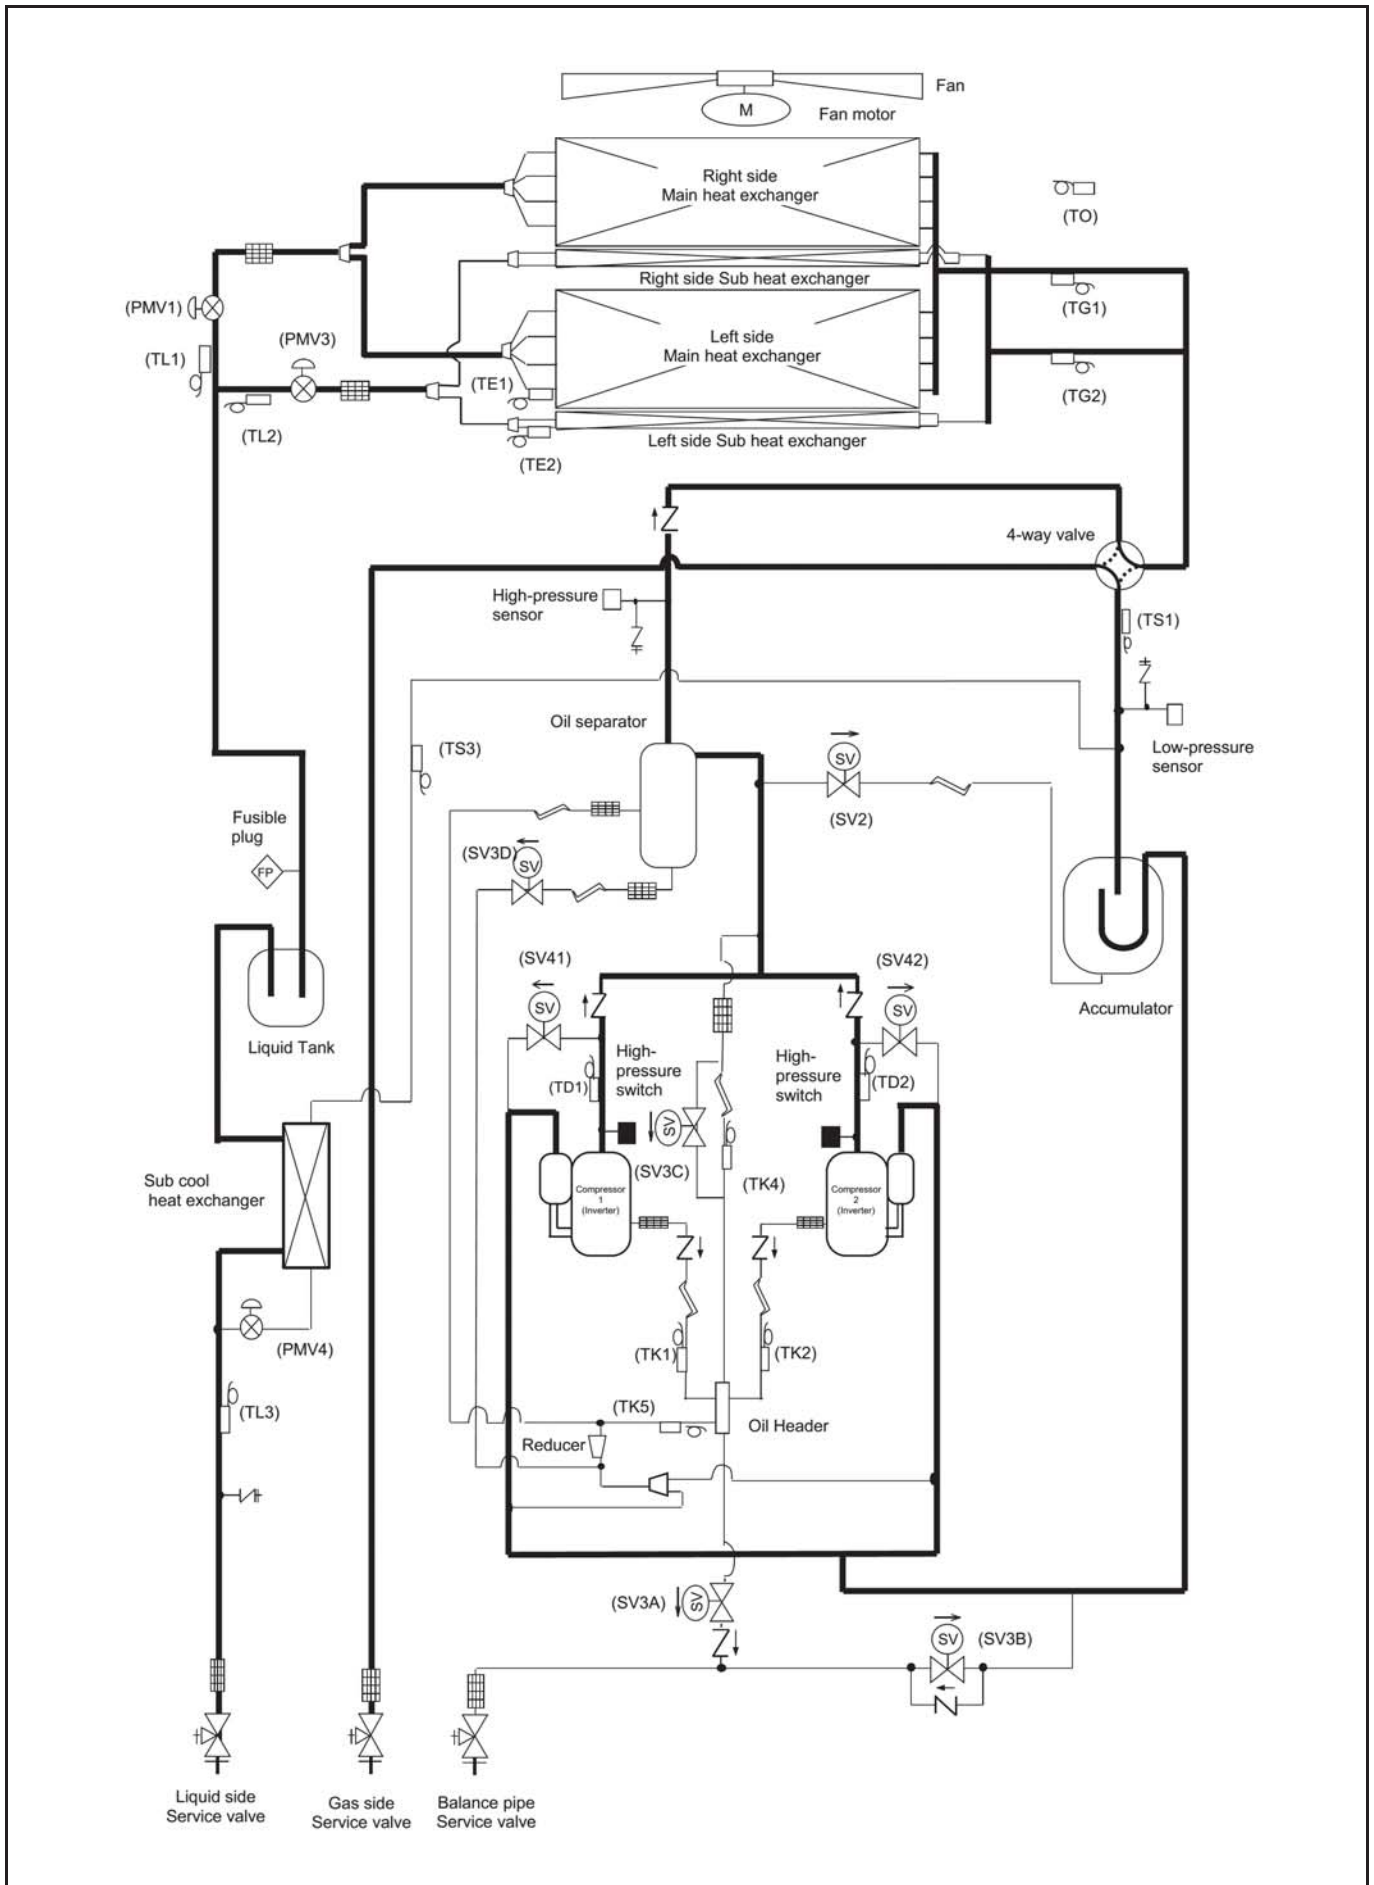 Fan
M
Fan motor
Right side
Main heat exchanger
(TO)
Right side Sub heat exchanger
(PMV1)
(TG1)
(PMV3)
Left side
Main heat exchanger
(TL1)
(TE1)
(TG2)
(TL2)
Left side Sub heat exchanger
(TE2)
4-way valve
High-pressure
sensor
(TS1)
Oil separator
(TS3)
Low-pressure
sensor
SV
(SV2)
Fusible
plug
FP
(SV3D)
SV
(SV41)
SV
(SV42)
SV
Accumulator
Liquid Tank
High-
pressure
switch
(TD1)
High-
pressure
switch
(TD2)
SV
(SV3C)
Sub cool
heat exchanger
Compressor
1
(Inverter)
(TK4)
Compressor
2
(Inverter)
(PMV4)
(TK1)
(TK2)
(TL3)
(TK5)
Oil Header
Reducer
(SV3A)
SV
SV
(SV3B)
Liquid side
Service valve
Gas side
Service valve
Balance pipe
Service valve